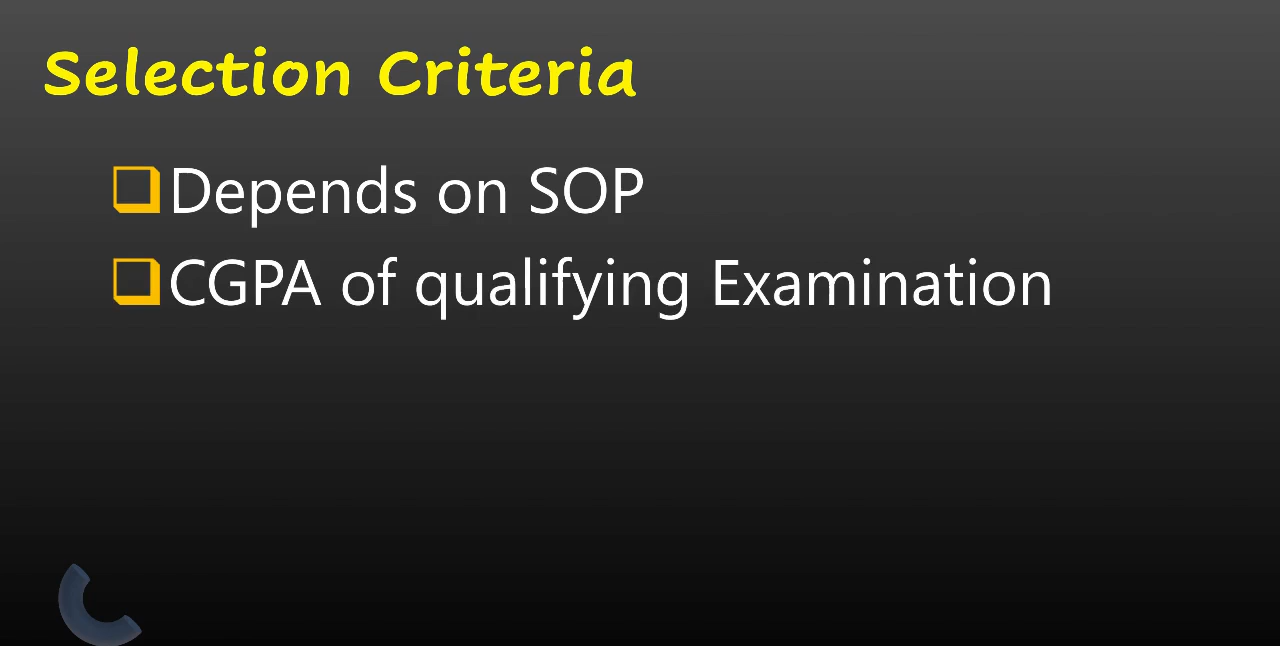 Selection Criteria
Depends on SOP
CGPA of qualifying Examination